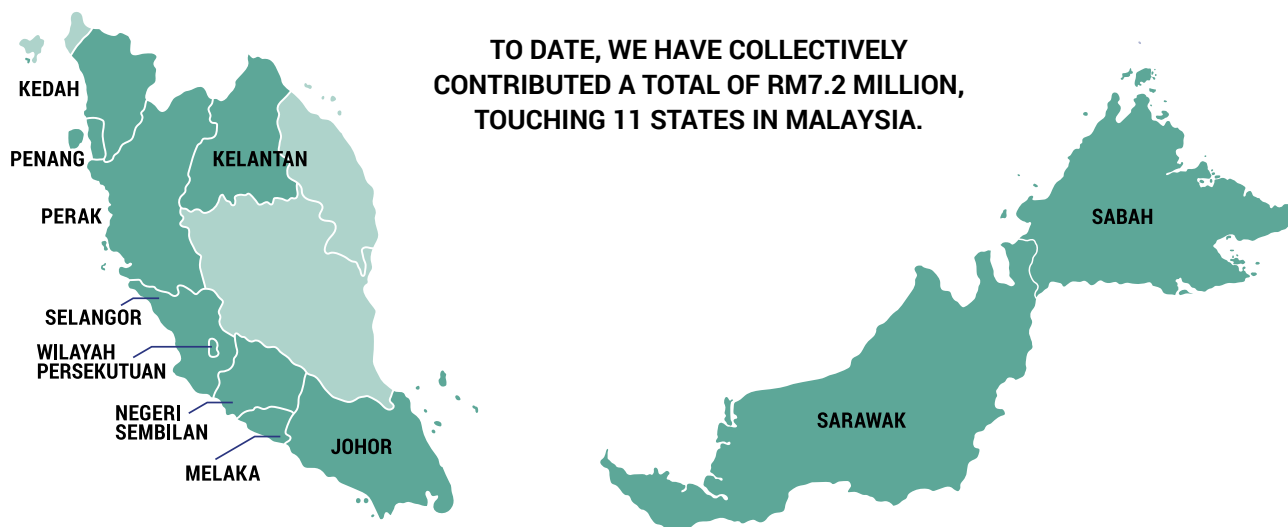 TO DATE, WE HAVE COLLECTIVELY
CONTRIBUTED A TOTAL OF RM7.2 MILLION,
TOUCHING 11 STATES IN MALAYSIA.
KEDAH
PENANG
KELANTAN
PERAK
SELANGOR
WILAYAH
PERSEKUTUAN
NEGERI
SEMBILAN
MELAKA
JOHOR
SABAH
SARAWAK